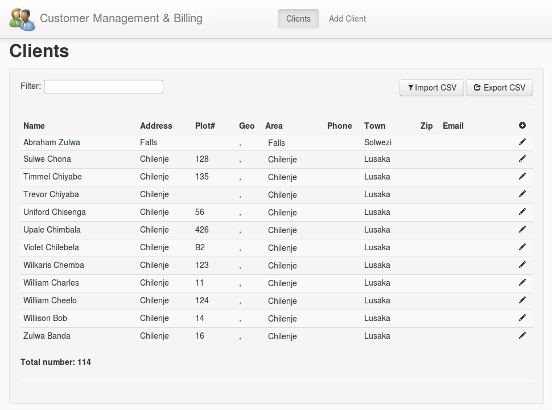 Customer Management & Billing Clients Add Client
Clients
Filter: Import CSV Export CSV
Name Address Plot# Geo Area Phone Town Zip Email
Abraham Zulwa Falls , Falls Solwezi
Sulwe Chona Chilenje 128 , Chilenje Lusaka
Timmel Chiyabe Chilenje 135 , Chilenje Lusaka
Trevor Chiyaba Chilenje , Chilenje Lusaka
Uniford Chisenga Chilenje 56 , Chilenje Lusaka
Upale Chimbala Chilenje 426 , Chilenje Lusaka
Violet Chilebela Chilenje B2 , Chilenje Lusaka
Wilkaris Chemba Chilenje 123 , Chilenje Lusaka
William Charles Chilenje 11 , Chilenje Lusaka
William Cheelo Chilenje 124 , Chilenje Lusaka
Willison Bob Chilenje 14 , Chilenje Lusaka
Zulwa Banda Chilenje 16 , Chilenje Lusaka
Total number: 114